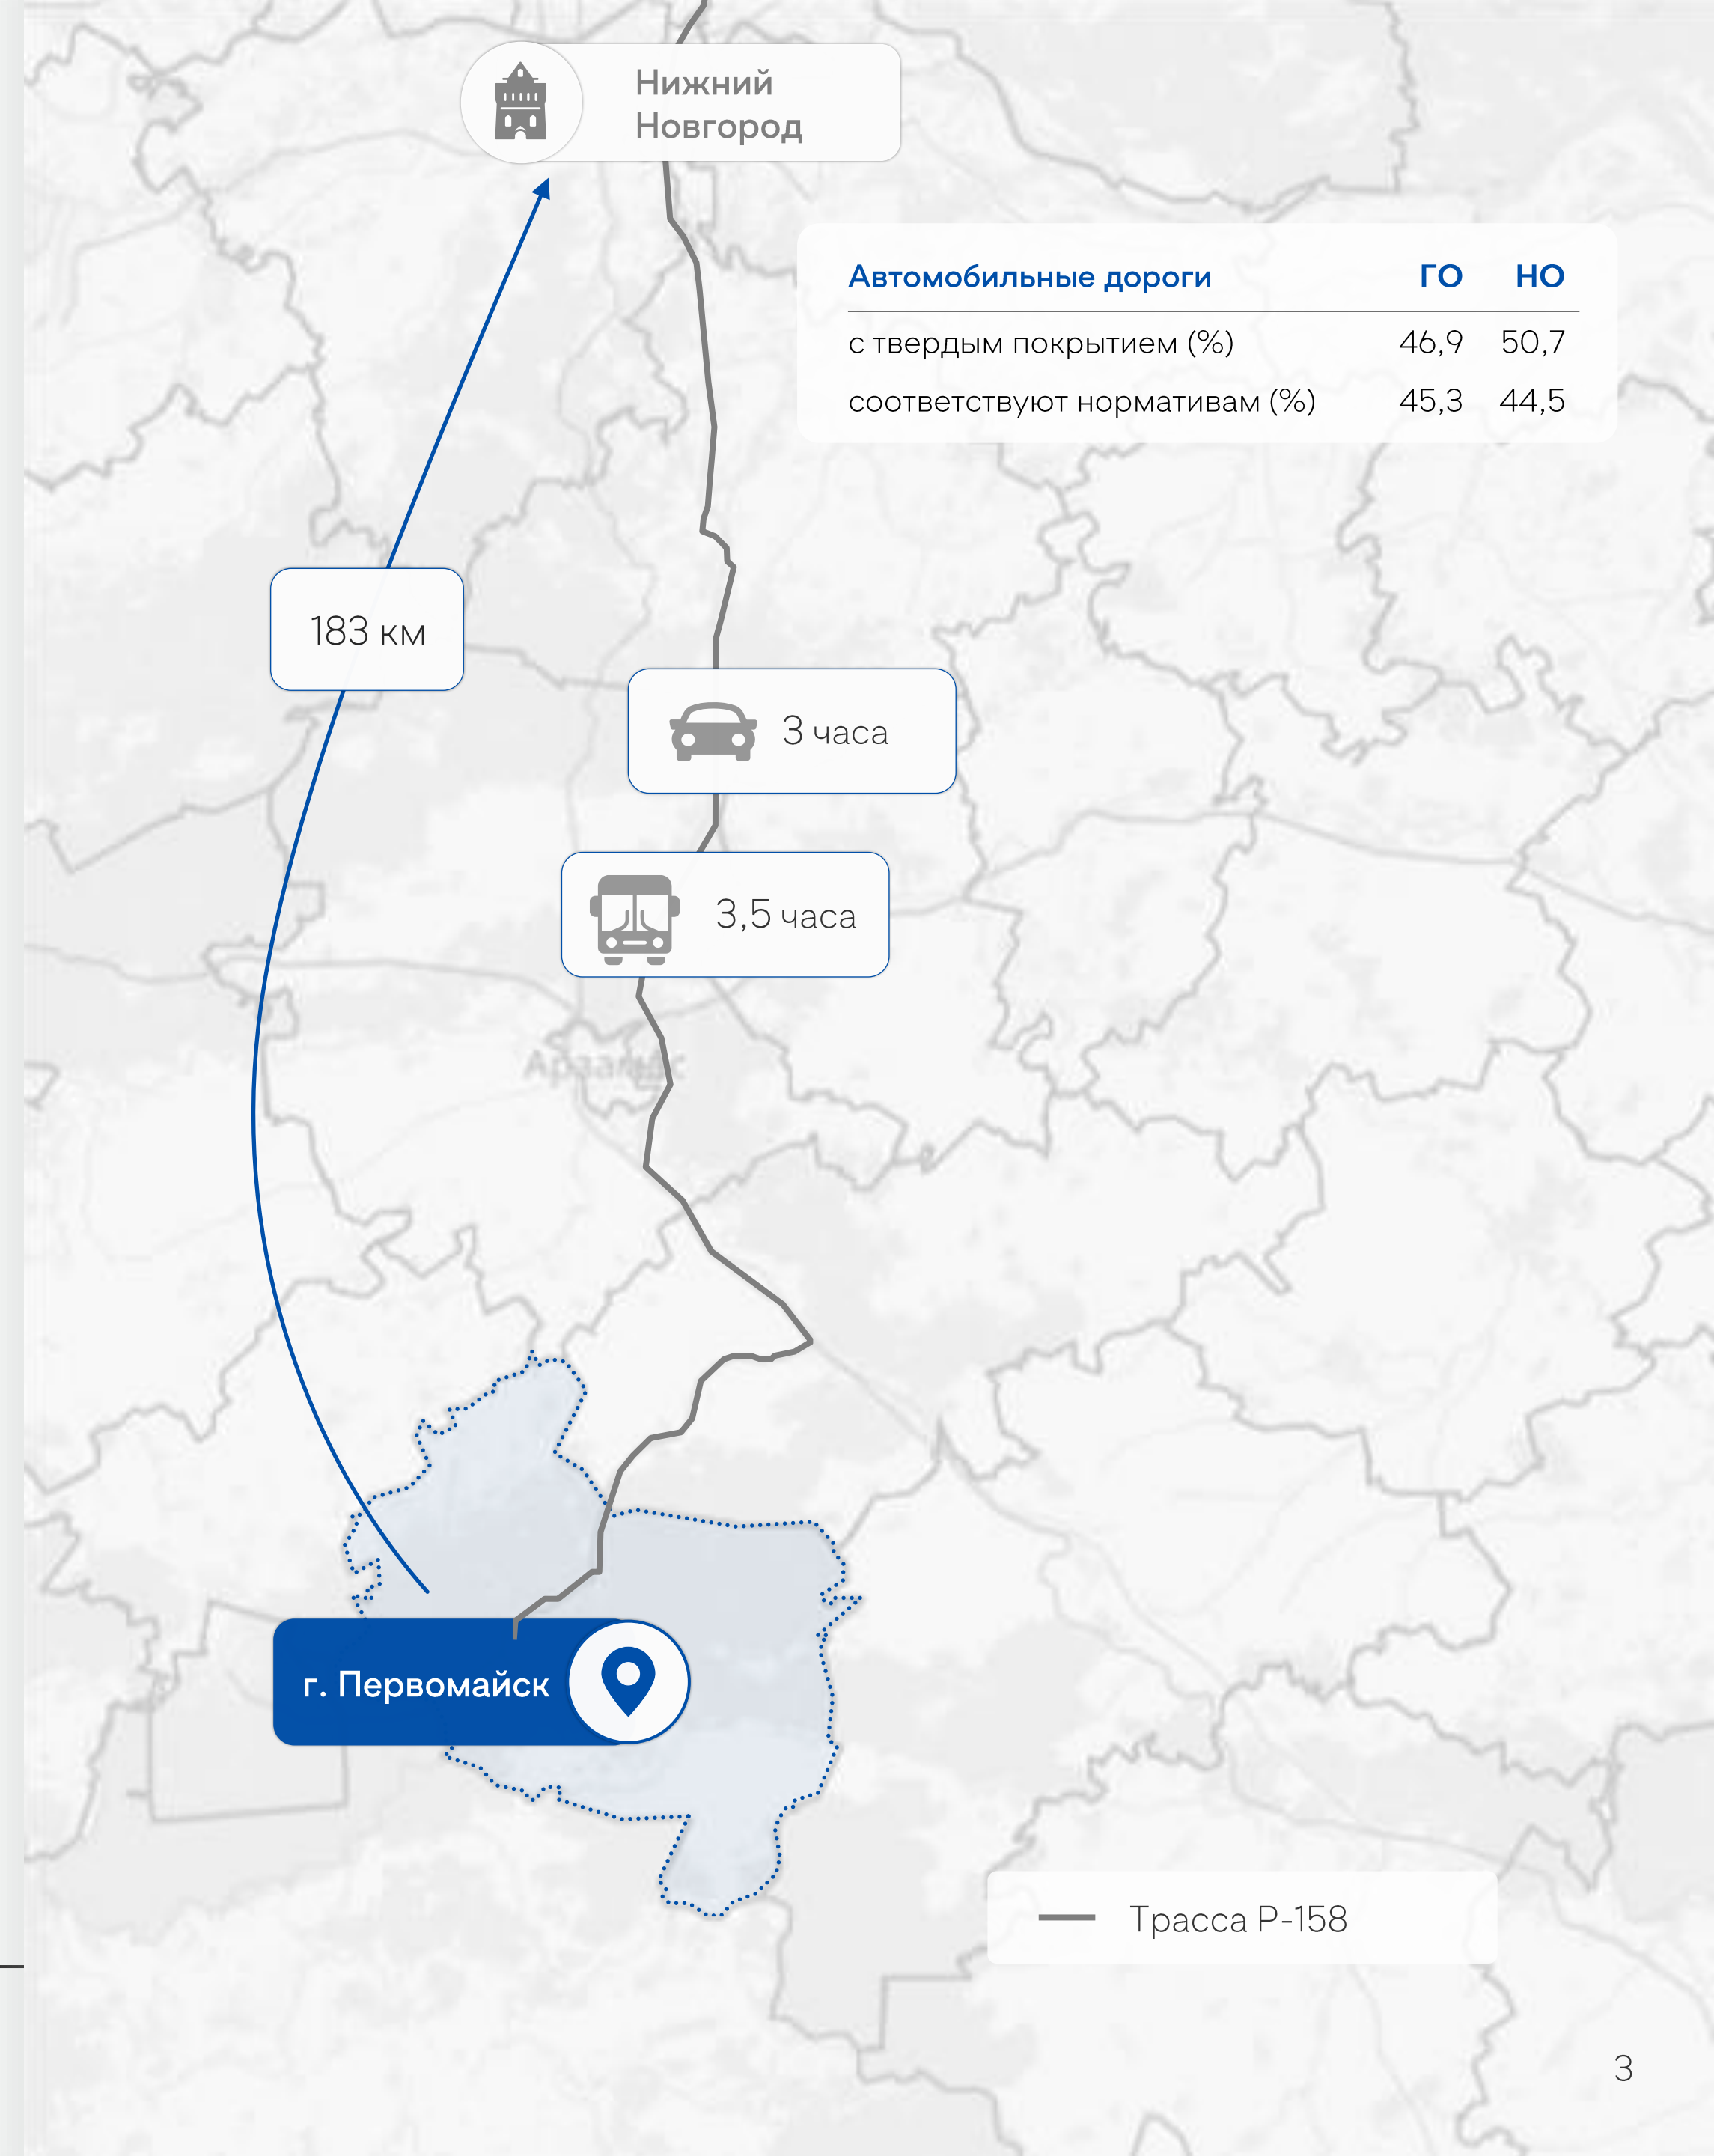 Нижний
Новгород
Автомобильные дороги ГО НО
с твердым покрытием (%) 46,9 50,7
соответствуют нормативам (%) 45,3 44,5
183 км
3 часа
3,5 часа
Арзамас
г. Первомайск
Трасса Р-158
3